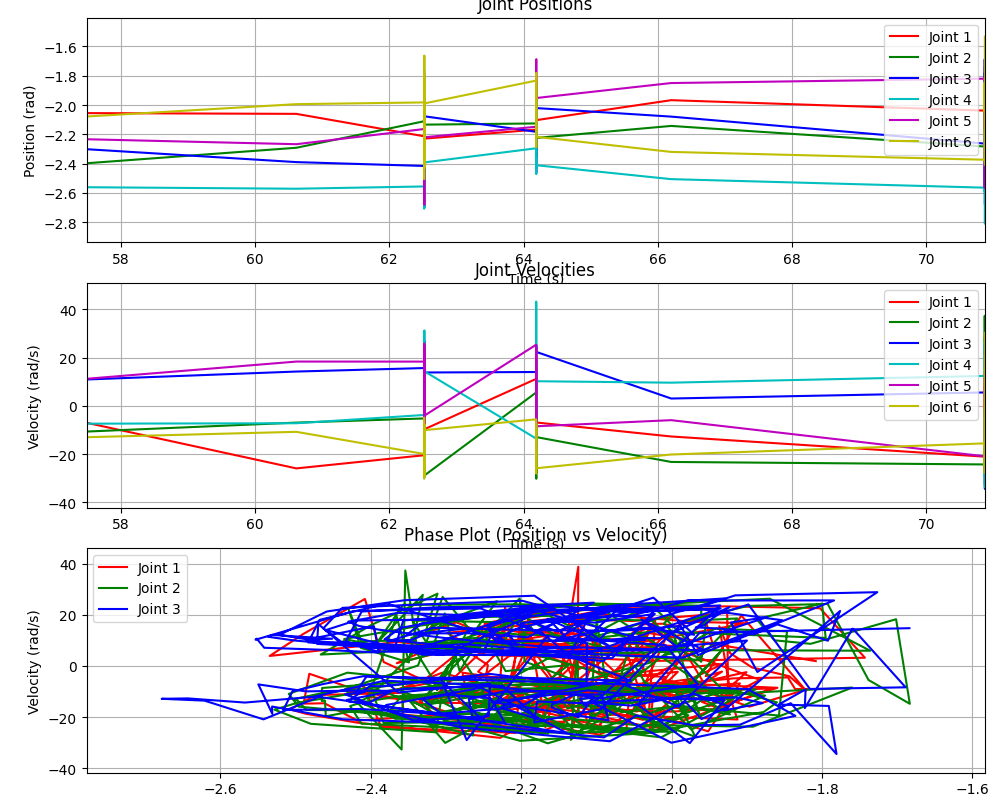 Joint Positions
Position (rad)
−1.6
−1.8
−2.0
−2.2
−2.4
−2.6
−2.8
Joint 1
Joint 2
Joint 3
Joint 4
Joint 5
Joint 6
58
60
62
64
66
68
70
Time (s)
Joint Velocities
Velocity (rad/s)
40
20
0
−20
−40
Joint 1
Joint 2
Joint 3
Joint 4
Joint 5
Joint 6
58
60
62
64
66
68
70
Time (s)
Phase Plot (Position vs Velocity)
Velocity (rad/s)
40
20
0
−20
−40
Joint 1
Joint 2
Joint 3
−2.6
−2.4
−2.2
−2.0
−1.8
−1.6